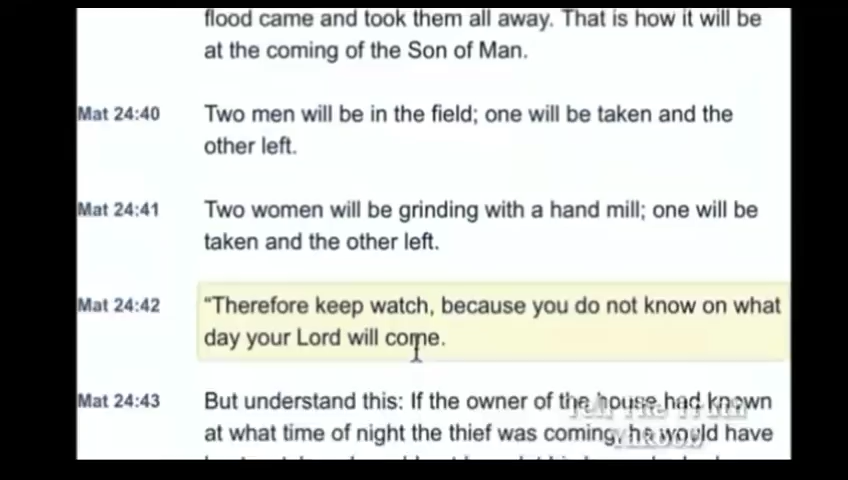 flood came and took them all away. That is how it will be
at the coming of the Son of Man.
Mat 24:40 Two men will be in the field; one will be taken and the
other left.
Mat 24:41 Two women will be grinding with a hand mill; one will be
taken and the other left.
Mat 24:42 "Therefore keep watch, because you do not know on what
day your Lord will come.
Mat 24:43 But understand this: If the owner of the house had known
at what time of night the thief was coming, he would have
Tell The Truth